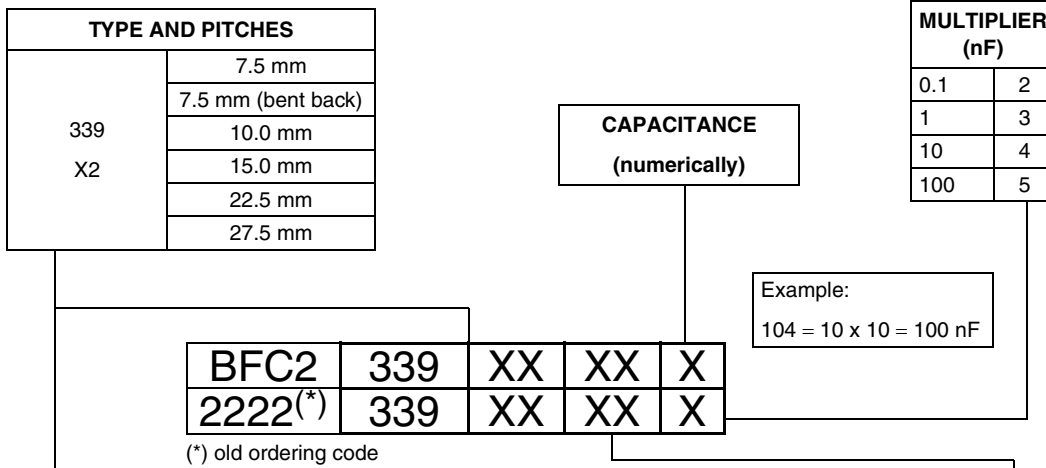 TYPE AND PITCHES
339
X2
7.5 mm
7.5 mm (bent back)
10.0 mm
15.0 mm
22.5 mm
27.5 mm
CAPACITANCE
(numerically)
MULTIPLIER
(nF)
0.1 2
1 3
10 4
100 5
Example:
104 = 10 x 10 = 100 nF
BFC2 339 XX XX X
2222(*) 339 XX XX X
(*) old ordering code